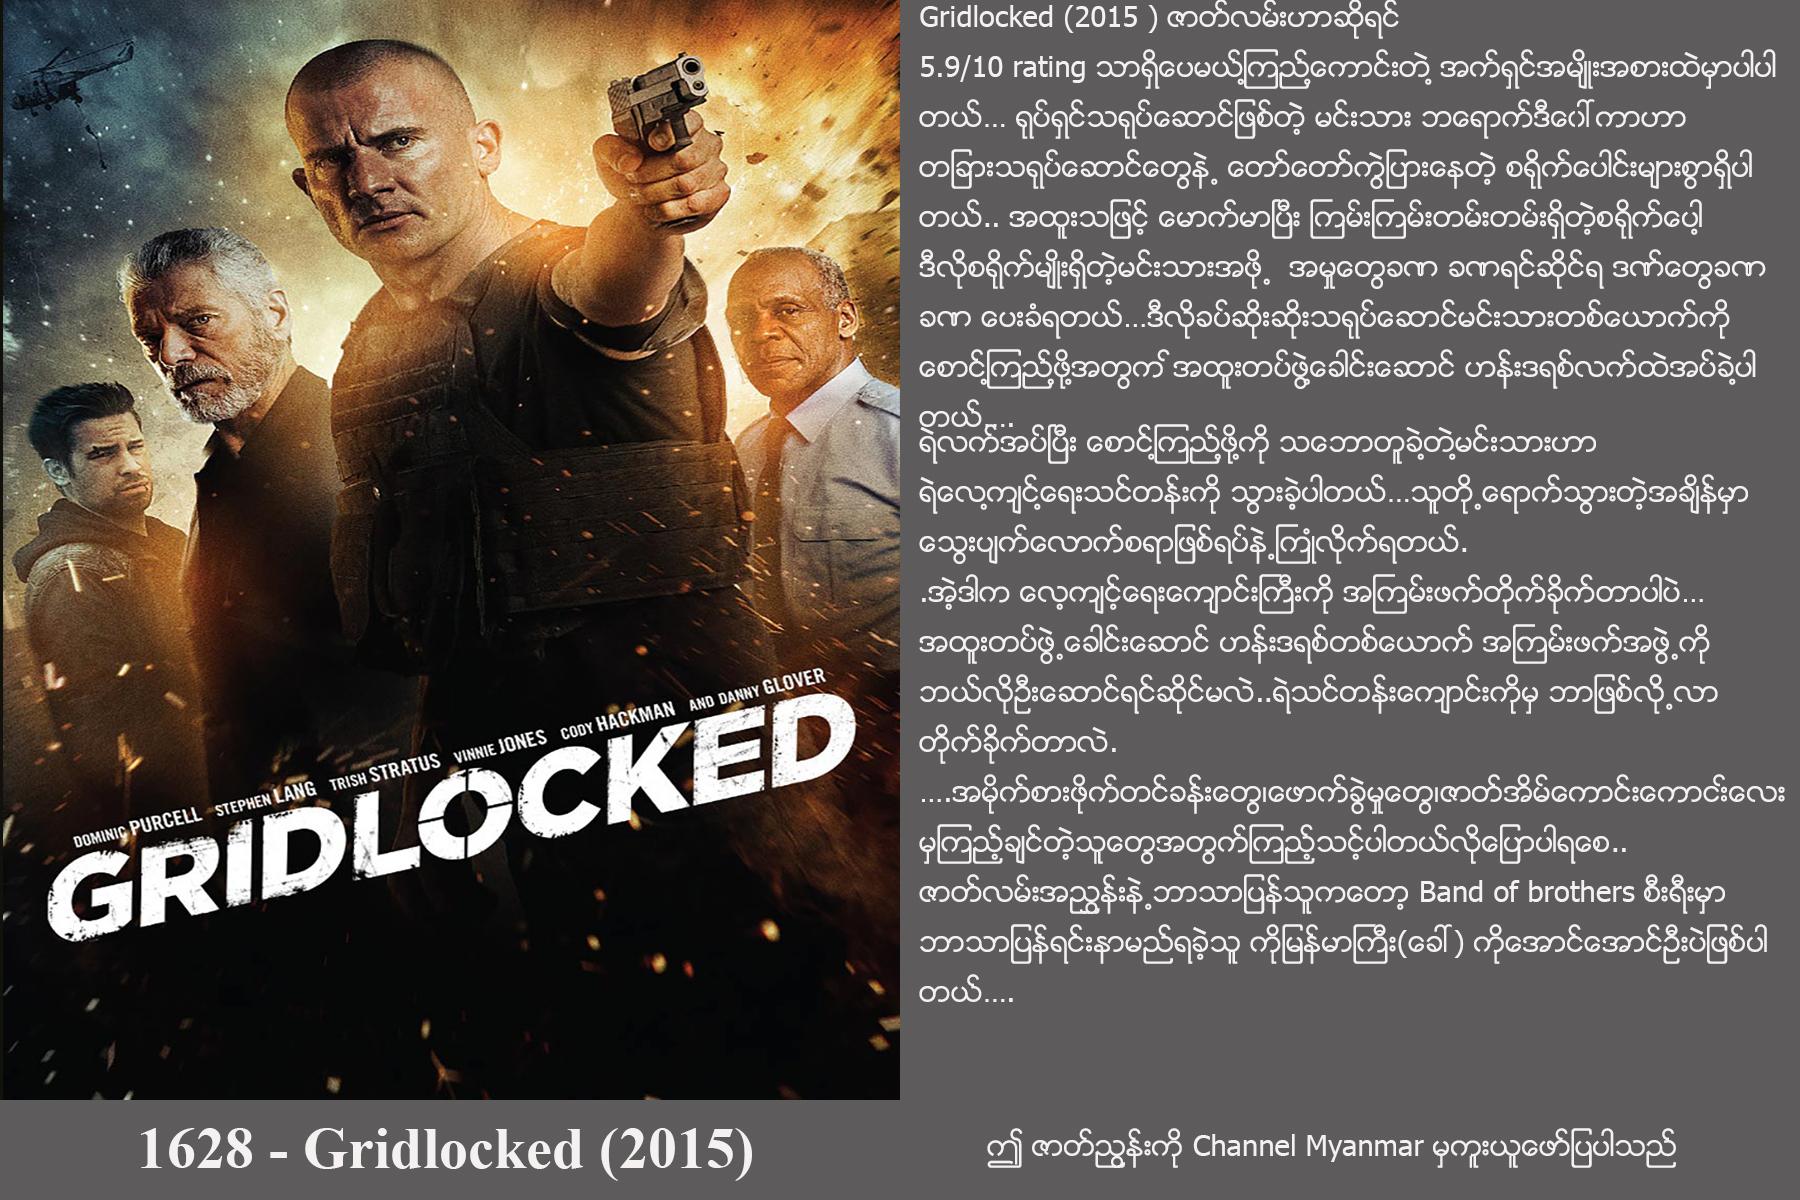 DOMINIC PURCELL STEPHEN LANG TRISH STRATUS VINNIE JONES CODY HACKMAN AND DANNY GLOVER
GRIDLOCKED
1628 - Gridlocked (2015)
Gridlocked (2015 ) ဇာတ်လမ်းဟာဆိုရင်
5.9/10 rating သာရှိပေမယ့်ကြည့်ကောင်းတဲ့ အက်ရှင်အမျိုးအစားထဲမှာပါပါ
တယ်... ရုပ်ရှင်သရုပ်ဆောင်ဖြစ်တဲ့ မင်းသား ဘရောက်ဒီဂေါ်ကာဟာ
တခြားသရုပ်ဆောင်တွေနဲ့ တော်တော်ကွဲပြားနေတဲ့ စရိုက်ပေါင်းများစွာရှိပါ
တယ်.. အထူးသဖြင့် မောက်မာပြီး ကြမ်းကြမ်းတမ်းတမ်းရှိတဲ့စရိုက်ပေါ့
ဒီလိုစရိုက်မျိုးရှိတဲ့မင်းသားအဖို့ အမှုတွေခဏ ခဏရင်ဆိုင်ရ ဒဏ်တွေခဏ
ခဏ ပေးခံရတယ်...ဒီလိုခပ်ဆိုးဆိုးသရုပ်ဆောင်မင်းသားတစ်ယောက်ကို
စောင့်ကြည့်ဖို့အတွက် အထူးတပ်ဖွဲ့ခေါင်းဆောင် ဟန်းဒရစ်လက်ထဲအပ်ခဲ့ပါ
တယ်....
ရဲလက်အပ်ပြီး စောင့်ကြည့်ဖို့ကို သဘောတူခဲ့တဲ့မင်းသားဟာ
ရဲလေ့ကျင့်ရေးသင်တန်းကို သွားခဲ့ပါတယ်...သူတို့ရောက်သွားတဲ့အချိန်မှာ
သွေးပျက်လောက်စရာဖြစ်ရပ်နဲ့ကြုံလိုက်ရတယ်.
.အဲ့ဒါက လေ့ကျင့်ရေးကျောင်းကြီးကို အကြမ်းဖက်တိုက်ခိုက်တာပါပဲ...
အထူးတပ်ဖွဲ့ခေါင်းဆောင် ဟန်းဒရစ်တစ်ယောက် အကြမ်းဖက်အဖွဲ့ကို
ဘယ်လိုဦးဆောင်ရင်ဆိုင်မလဲ..ရဲသင်တန်းကျောင်းကိုမှ ဘာဖြစ်လို့လာ
တိုက်ခိုက်တာလဲ.
....အမိုက်စားဖိုက်တင်ခန်းတွေ၊ဖောက်ခွဲမှုတွေ၊ဇာတ်အိမ်ကောင်းကောင်းလေး
မှကြည့်ချင်တဲ့သူတွေအတွက်ကြည့်သင့်ပါတယ်လို့ပြောပါရစေ..
ဇာတ်လမ်းအညွှန်းနဲ့ဘာသာပြန်သူကတော့ Band of brothers စီးရီးမှာ
ဘာသာပြန်ရင်းနာမည်ရခဲ့သူ ကိုမြန်မာကြီး(ခေါ်) ကိုအောင်အောင်ဦးပဲဖြစ်ပါ
တယ်....
ဤ ဇာတ်ညွှန်းကို Channel Myanmar မှကူးယူဖော်ပြပါသည်